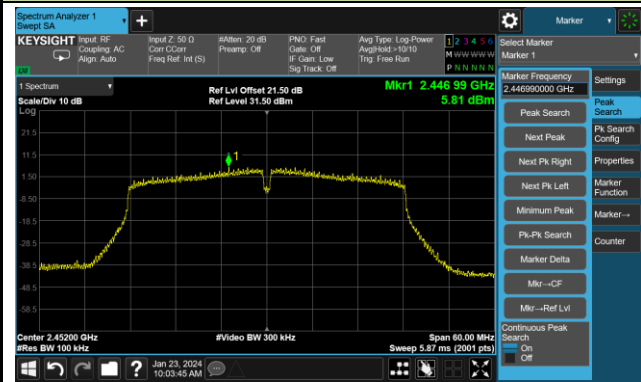 Spectrum Analyzer 1
Swept SA
+
Marker
KEYSIGHT
Input: RF
Coupling: AC
Align: Auto
Input Z: 50 Ω
Corr CCorr
Freq Ref: Int (S)
#Atten: 20 dB
Preamp: Off
PNO: Fast
Gate: Off
IF Gain: Low
Sig Track: Off
Avg Type: Log-Power
Avg|Hold:>10/10
Trig: Free Run
1 2 3 4 5 6
M W W W W W
P N N N N N
LXI
Select Marker
Marker 1
1 Spectrum
Scale/Div 10 dB
Log
Ref Lvl Offset 21.50 dB
Ref Level 31.50 dBm
Mkr1 2.446 99 GHz
5.81 dBm
21.5
11.5
1.50
-8.50
-18.5
-28.5
-38.5
-48.5
-58.5
1
Center 2.45200 GHz
#Res BW 100 kHz
#Video BW 300 kHz
Span 60.00 MHz
Sweep 5.87 ms (2001 pts)
Marker Frequency
2.446990000 GHz
Peak Search
Next Peak
Next Pk Right
Next Pk Left
Minimum Peak
Pk-Pk Search
Marker Delta
Mkr→CF
Mkr→Ref Lvl
Continuous Peak
Search
On
Off
Settings
Peak
Search
Pk Search
Config
Properties
Marker
Function
Marker→
Counter
?
Jan 23, 2024
10:03:45 AM